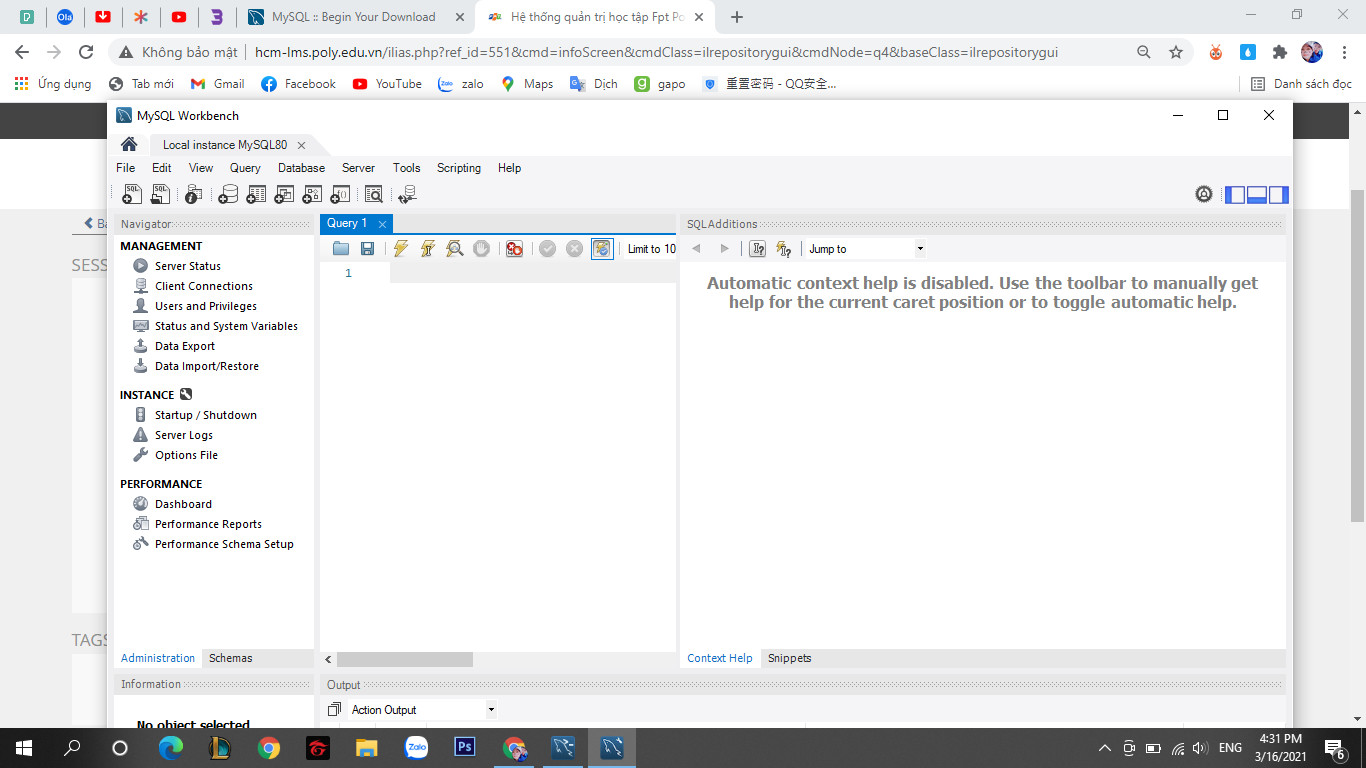 D
Ola
MySQL :: Begin Your Download
Hệ thống quản trị học tập Fpt Po
Không bảo mật
hcm-lms.poly.edu.vn/ilias.php?ref_id=551&cmd=infoScreen&cmdClass=ilrepositorygui&cmdNode=q4&baseClass=ilrepositorygui
Ứng dụng
Tab mới
Gmail
Facebook
YouTube
Zalo
zalo
Maps
Dịch
gapo
重置密码 - QQ安全...
Danh sách đọc
MySQL Workbench
Local instance MySQL80
File Edit View Query Database Server Tools Scripting Help
Ba
SESS
TAGS
Navigator
MANAGEMENT
Server Status
Client Connections
Users and Privileges
Status and System Variables
Data Export
Data Import/Restore
INSTANCE
Startup / Shutdown
Server Logs
Options File
PERFORMANCE
Dashboard
Performance Reports
Performance Schema Setup
Administration
Schemas
Information
No object selected
Query 1
Limit to 10
1
SQLAdditions
Jump to
Automatic context help is disabled. Use the toolbar to manually get
help for the current caret position or to toggle automatic help.
Context Help
Snippets
Output
Action Output
Zalo
Ps
ENG
4:31 PM
3/16/2021
6